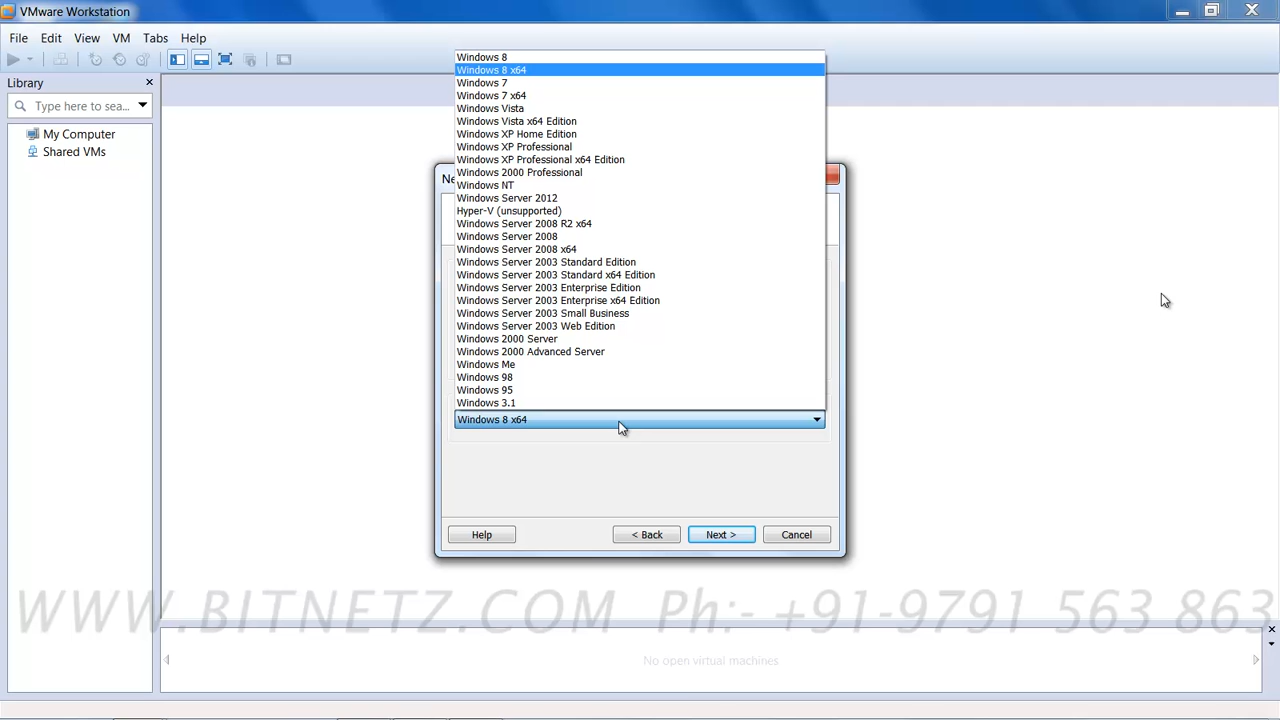 VMware Workstation
File Edit View VM Tabs Help
Library
Type here to sea...
My Computer
Shared VMs
Ne
Windows 8
Windows 8 x64
Windows 7
Windows 7 x64
Windows Vista
Windows Vista x64 Edition
Windows XP Home Edition
Windows XP Professional
Windows XP Professional x64 Edition
Windows 2000 Professional
Windows NT
Windows Server 2012
Hyper-V (unsupported)
Windows Server 2008 R2 x64
Windows Server 2008
Windows Server 2008 x64
Windows Server 2003 Standard Edition
Windows Server 2003 Standard x64 Edition
Windows Server 2003 Enterprise Edition
Windows Server 2003 Enterprise x64 Edition
Windows Server 2003 Small Business
Windows Server 2003 Web Edition
Windows 2000 Server
Windows 2000 Advanced Server
Windows Me
Windows 98
Windows 95
Windows 3.1
Windows 8 x64
Help < Back Next > Cancel
WWW.BITNETZ.COM Ph:- +91-9791 563 863
No open virtual machines